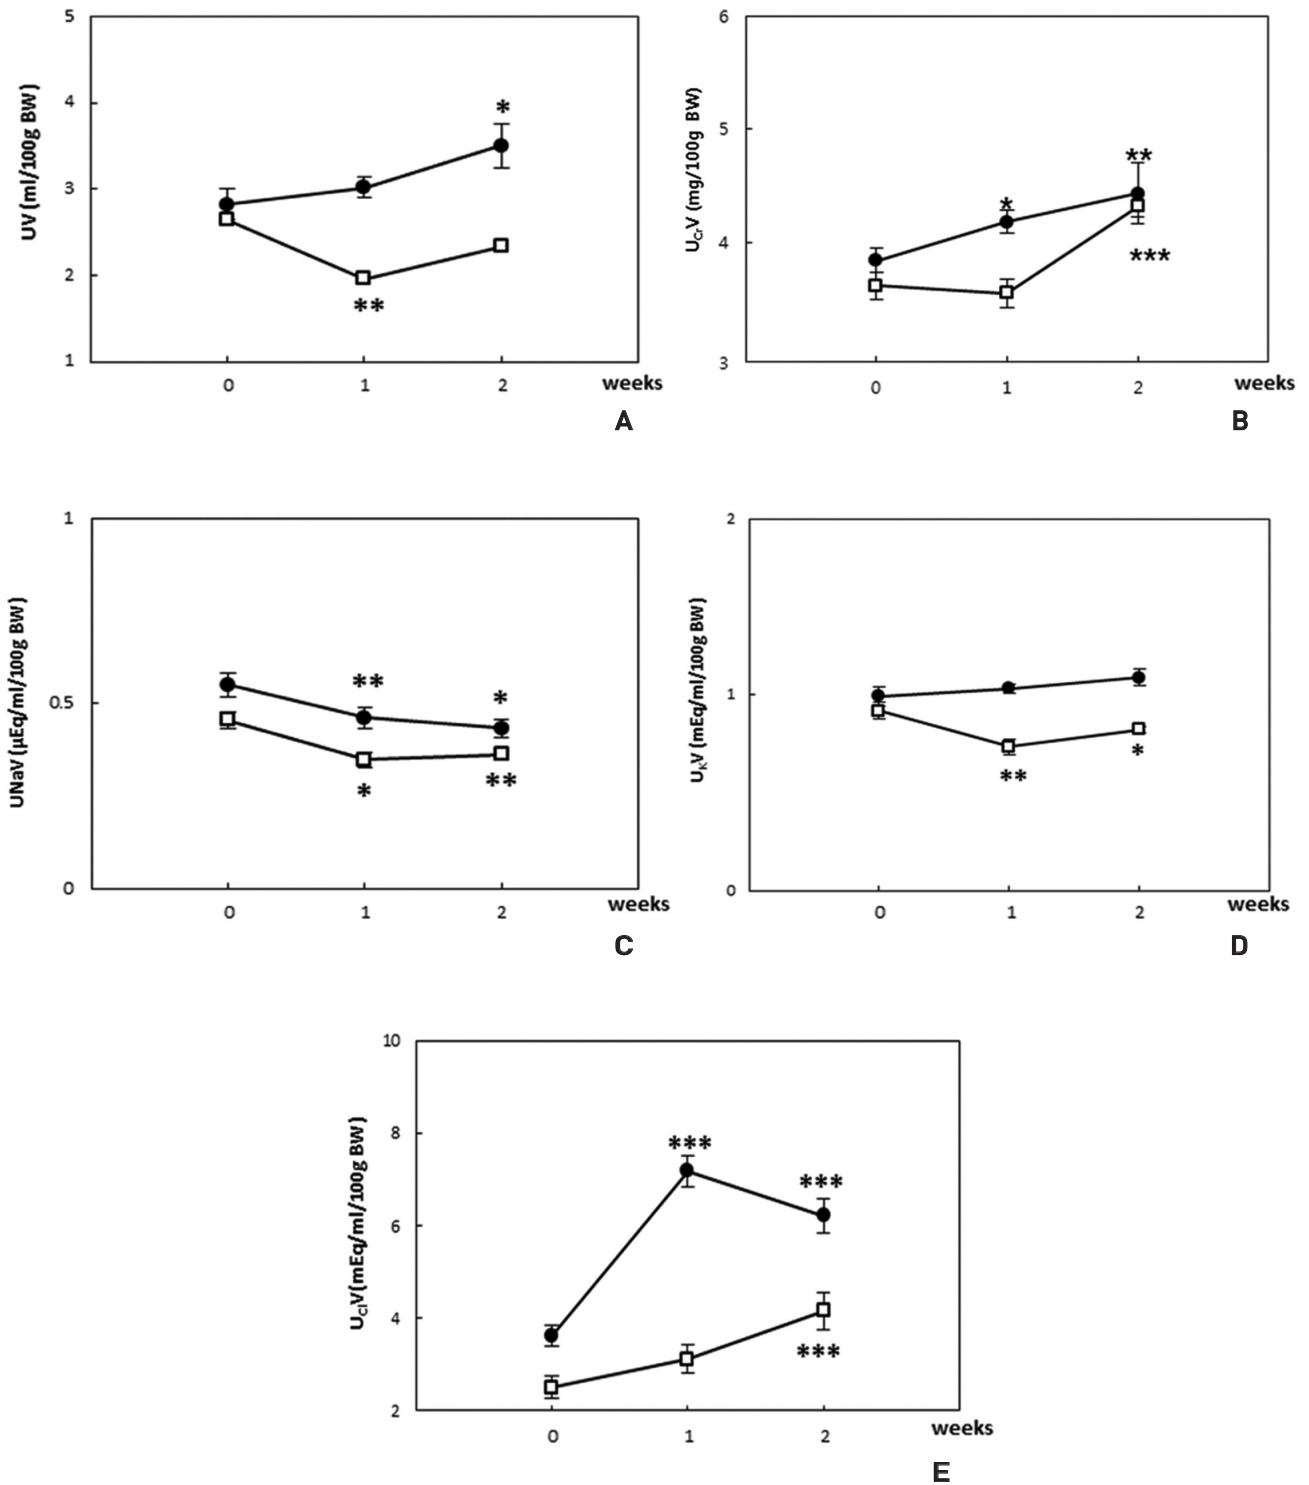 UV (ml/100g BW)
5
4
3
2
1
*
**
0 1 2 weeks
A
UCrV (mg/100g BW)
6
5
4
3
*
**
***
0 1 2 weeks
B
UNaV (µEq/ml/100g BW)
1
0.5
0
**
*
*
**
0 1 2 weeks
C
UKV (mEq/ml/100g BW)
2
1
0
**
*
0 1 2 weeks
D
UClV(mEq/ml/100g BW)
10
8
6
4
2
***
***
***
0 1 2 weeks
E